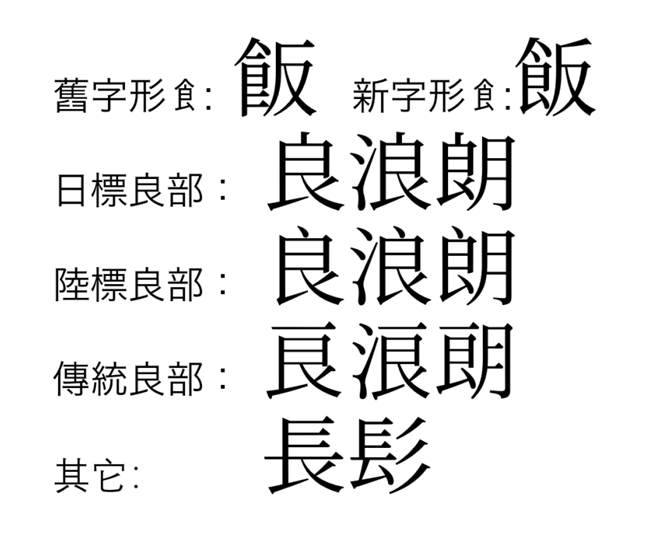 舊字形飠: 飯 新字形飠:飯
日標良部： 良浪朗
陸標良部： 良浪朗
傳統良部： 良浪朗
其它: 長髟